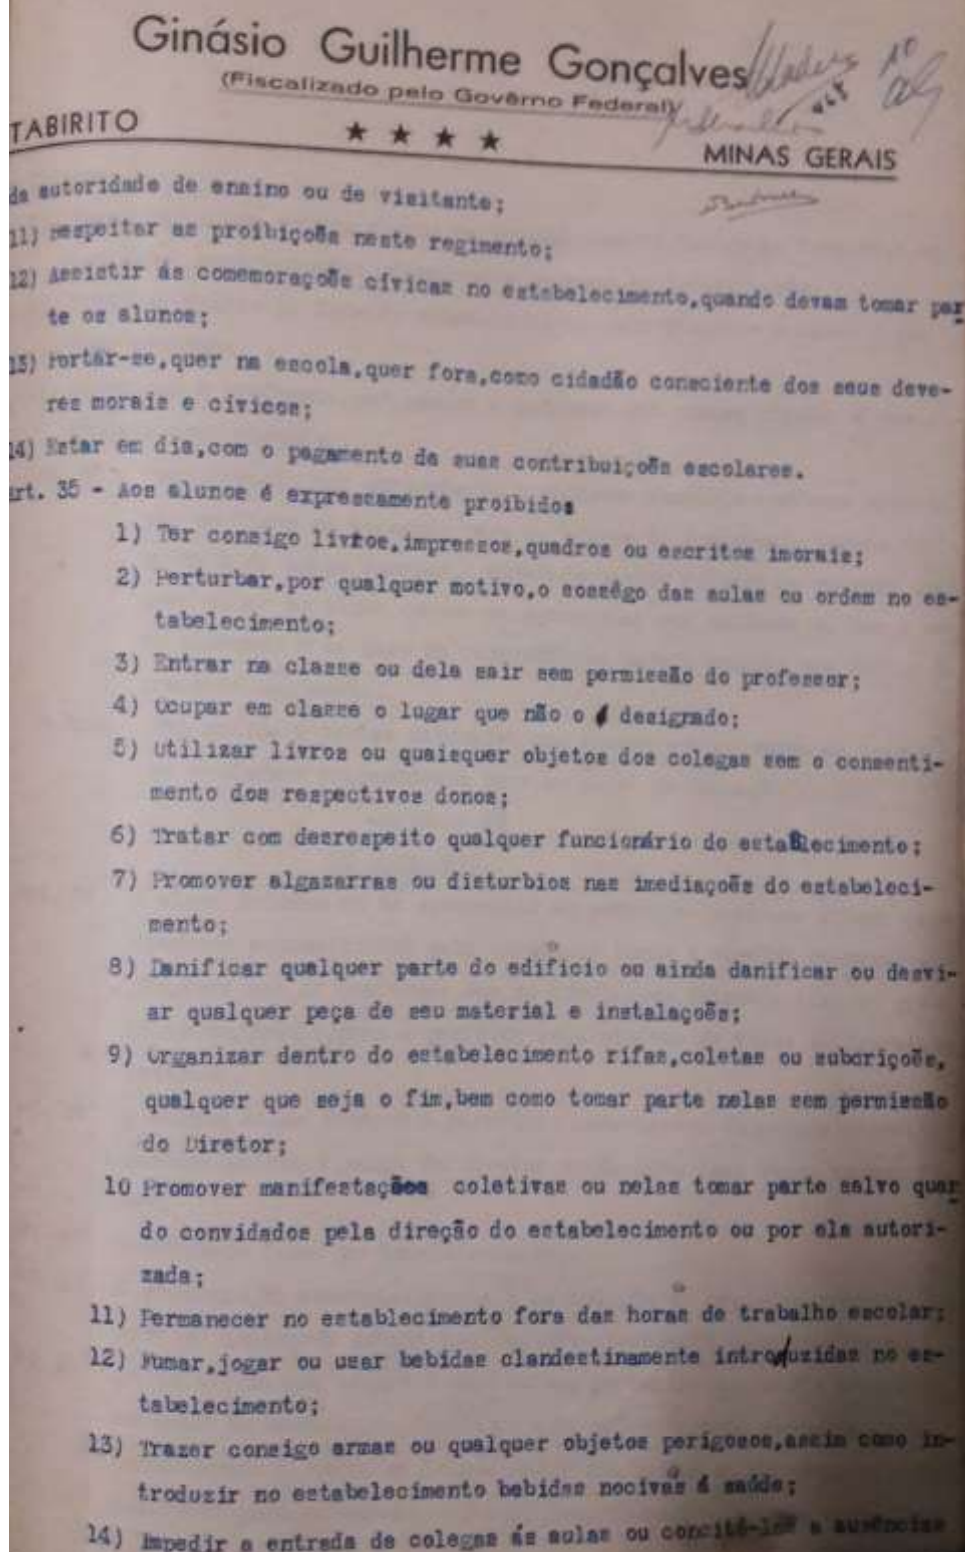 Ginásio Guilherme Gonçalves
(Fiscalizado pelo Govêrno Federal)
TABIRITO ★ ★ ★ ★ MINAS GERAIS
da autoridade de ensino ou de visitante;
11) Respeitar as proibiçoẽs neste regimento;
12) Assistir ás comemoraçoẽs cívicas no estabelecimento,quando devam tomar par
te os alunos;
13) Portar-se,quer na escola,quer fora,como cidadão consciente dos seus deve-
res morais e cívicos;
14) Estar em dia,com o pagamento de suas contribuiçoẽs escolares.
Art. 35 - Aos alunos é expressamente proibidos
1) Ter consigo livros,impressos,quadros ou escritos imorais;
2) Perturbar,por qualquer motivo,o sossêgo das aulas ou ordem no es-
tabelecimento;
3) Entrar na classe ou dela sair sem permissão do professor;
4) Ocupar em classe o lugar que não o é designado;
5) Utilizar livros ou quaisquer objetos dos colegas sem o consenti-
mento dos respectivos donos;
6) Tratar com desrespeito qualquer funcionário do estabelecimento;
7) Promover algazarras ou disturbios nas imediaçoẽs do estabeleci-
mento;
8) Danificar qualquer parte do edificio ou ainda danificar ou desvi-
ar qualquer peça de seu material e instalaçoẽs;
9) Organizar dentro do estabelecimento rifas,coletas ou subsriçoẽs,
qualquer que seja o fim,bem como tomar parte nelas sem permissão
do Diretor;
10 Promover manifestações coletivas ou nelas tomar parte salvo quan
do convidados pela direção do estabelecimento ou por ela autori-
zada;
11) Permanecer no establecimento fora das horas de trabalho escolar;
12) Fumar,jogar ou usar bebidas clandestinamente introduzidas no es-
tabelecimento;
13) Trazer consigo armas ou qualquer objetos perigosos,assim como in-
troduzir no estabelecimento bebidas nocivas á saúde;
14) Impedir a entrada de colegas ás aulas ou concitá-los a ausências